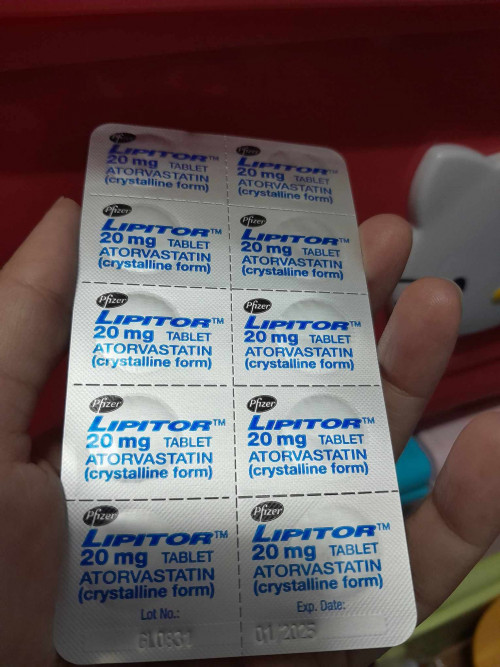 Pfizer
LIPITOR™
20 mg TABLET
ATORVASTATIN
(crystalline form)
Pfizer
LIPITOR™
20 mg TABLET
ATORVASTATIN
(crystalline form)
Pfizer
LIPITOR™
20 mg TABLET
ATORVASTATIN
(crystalline form)
Pfizer
LIPITOR™
20 mg TABLET
ATORVASTATIN
(crystalline form)
Pfizer
LIPITOR™
20 mg TABLET
ATORVASTATIN
(crystalline form)
Pfizer
LIPITOR™
20 mg TABLET
ATORVASTATIN
(crystalline form)
Pfizer
LIPITOR™
20 mg TABLET
ATORVASTATIN
(crystalline form)
Pfizer
LIPITOR™
20 mg TABLET
ATORVASTATIN
(crystalline form)
Pfizer
LIPITOR™
20 mg TABLET
ATORVASTATIN
(crystalline form)
Lot No.:
Pfizer
LIPITOR™
20 mg TABLET
ATORVASTATIN
(crystalline form)
Exp. Date:
01/2025